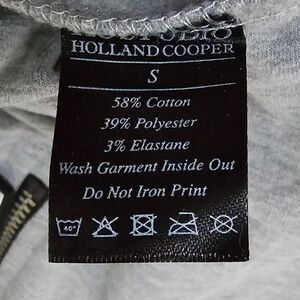 HOLLAND COOPER
S
58% Cotton
39% Polyester
3% Elastane
Wash Garment Inside Out
Do Not Iron Print
40°